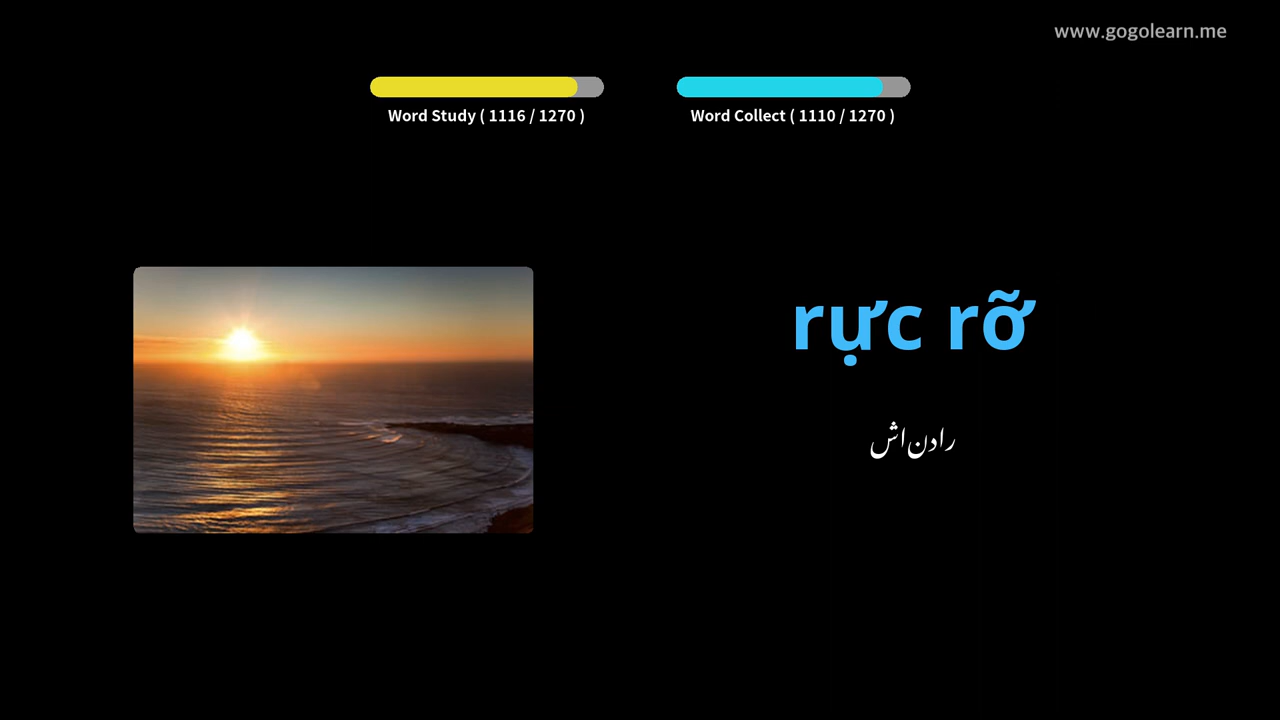 www.gogolearn.me
Word Study ( 1116 / 1270 )
Word Collect ( 1110 / 1270 )
rực rỡ
رادن‌اش